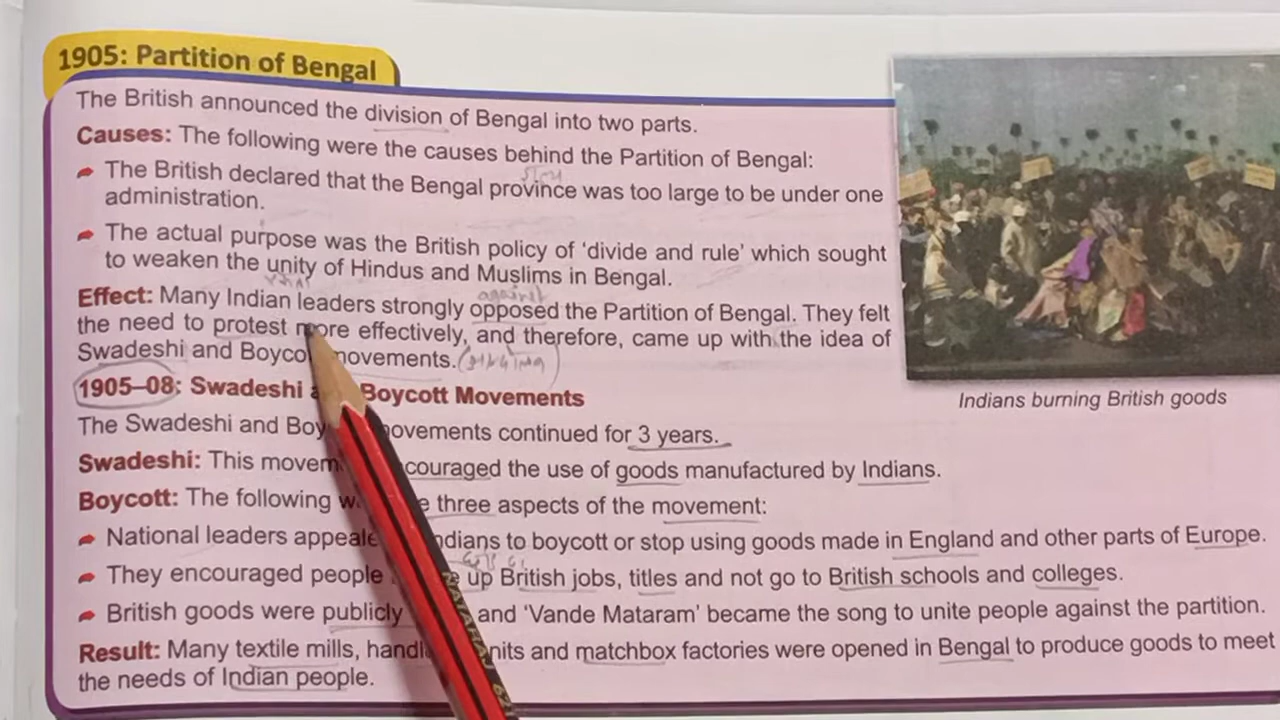 1905: Partition of Bengal
The British announced the division of Bengal into two parts.
Causes: The following were the causes behind the Partition of Bengal:
The British declared that the Bengal province was too large to be under one
administration.
The actual purpose was the British policy of 'divide and rule' which sought
to weaken the unity of Hindus and Muslims in Bengal.
against
Effect: Many Indian leaders strongly opposed the Partition of Bengal. They felt
the need to protest more effectively, and therefore, came up with the idea of
Swadeshi and Boyco movements.
1905–08: Swadeshi Boycott Movements
The Swadeshi and Boy ovements continued for 3 years.
Swadeshi: This movem couraged the use of goods manufactured by Indians.
Boycott: The following w e three aspects of the movement:
National leaders appeale ndians to boycott or stop using goods made in England and other parts of Europe.
They encouraged people up British jobs, titles and not go to British schools and colleges.
British goods were publicly and 'Vande Mataram' became the song to unite people against the partition.
Result: Many textile mills, handl nits and matchbox factories were opened in Bengal to produce goods to meet
the needs of Indian people.
Indians burning British goods
NATARAJ 621